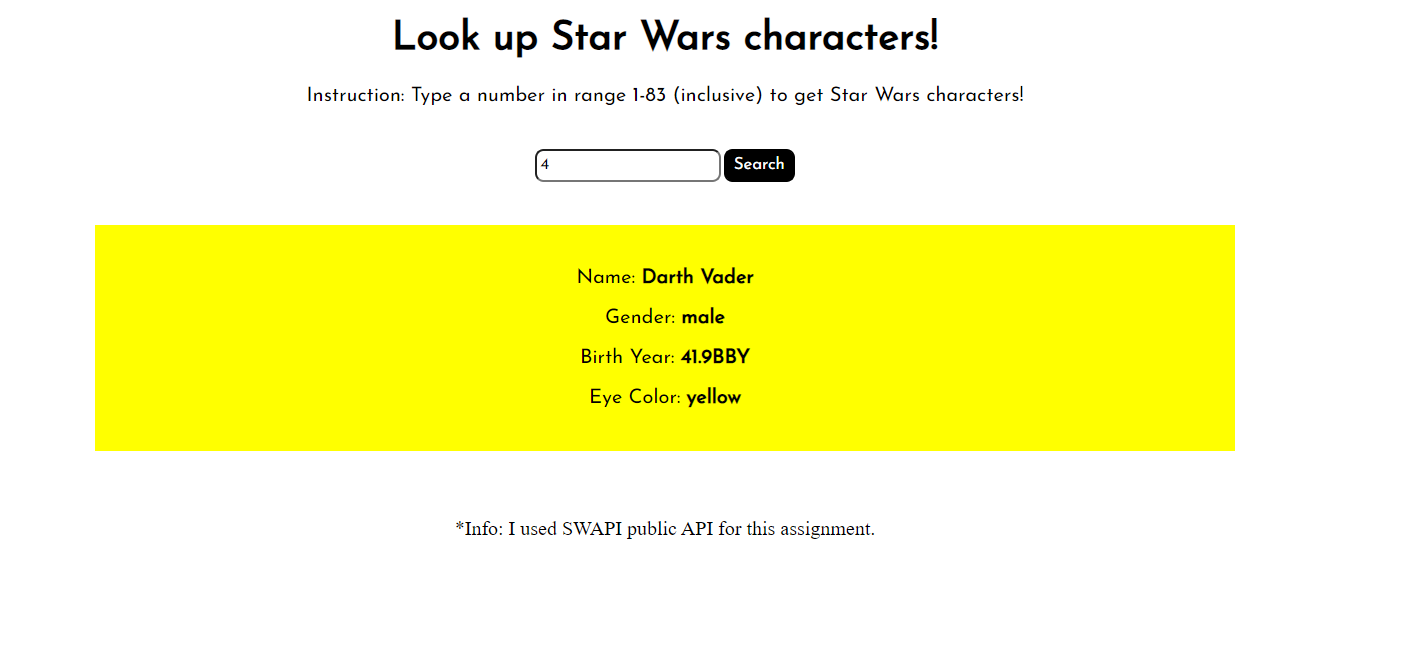 Look up Star Wars characters!
Instruction: Type a number in range 1-83 (inclusive) to get Star Wars characters!
4 Search
Name: Darth Vader
Gender: male
Birth Year: 41.9BBY
Eye Color: yellow
*Info: I used SWAPI public API for this assignment.